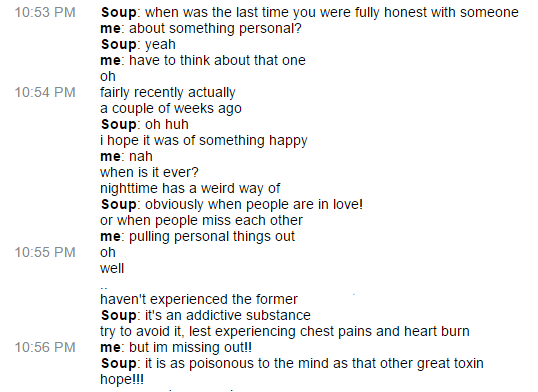 10:53 PM Soup: when was the last time you were fully honest with someone
me: about something personal?
Soup: yeah
me: have to think about that one
oh
10:54 PM fairly recently actually
a couple of weeks ago
Soup: oh huh
i hope it was of something happy
me: nah
when is it ever?
nighttime has a weird way of
Soup: obviously when people are in love!
or when people miss each other
me: pulling personal things out
10:55 PM oh
well
..
haven't experienced the former
Soup: it's an addictive substance
try to avoid it, lest experiencing chest pains and heart burn
10:56 PM me: but im missing out!!
Soup: it is as poisonous to the mind as that other great toxin
hope!!!